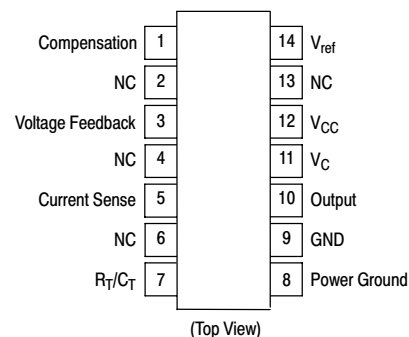 Compensation 1 14 Vref
NC 2 13 NC
Voltage Feedback 3 12 VCC
NC 4 11 VC
Current Sense 5 10 Output
NC 6 9 GND
RT/CT 7 8 Power Ground
(Top View)